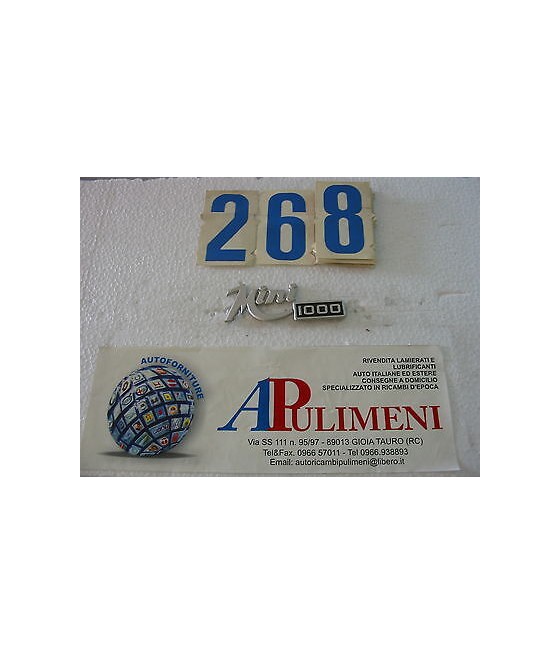 268
Mini
1000
AUTOFORNITURE
RIVENDITA LAMIERATI E
LUBRIFICANTI
AUTO ITALIANE ED ESTERE
CONSEGNE A DOMICILIO
SPECIALIZZATO IN RICAMBI D'EPOCA
APULIMENI
Via SS 111 n. 95/97 - 89013 GIOIA TAURO (RC)
Tel&Fax. 0966 57011 - Tel 0966.938893
Email: autoricambipulimeni@libero.it